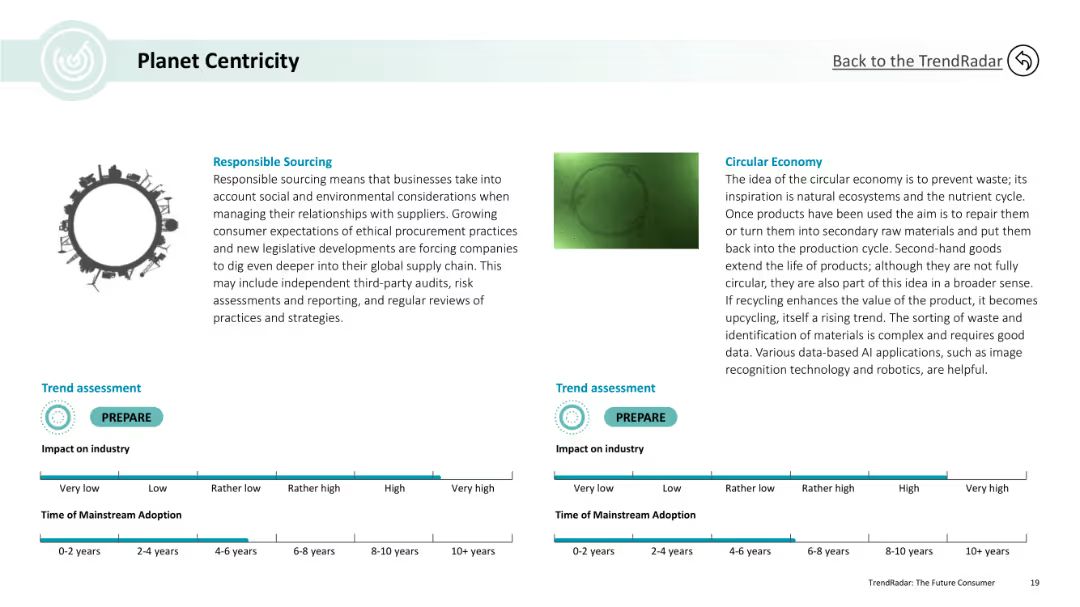 Planet Centricity
Back to the TrendRadar
Responsible Sourcing
Responsible sourcing means that businesses take into
account social and environmental considerations when
managing their relationships with suppliers. Growing
consumer expectations of ethical procurement practices
and new legislative developments are forcing companies
to dig even deeper into their global supply chain. This
may include independent third-party audits, risk
assessments and reporting, and regular reviews of
practices and strategies.
Trend assessment
PREPARE
Impact on industry
Very low Low Rather low Rather high High Very high
Time of Mainstream Adoption
0-2 years 2-4 years 4-6 years 6-8 years 8-10 years 10+ years
Circular Economy
The idea of the circular economy is to prevent waste; its
inspiration is natural ecosystems and the nutrient cycle.
Once products have been used the aim is to repair them
or turn them into secondary raw materials and put them
back into the production cycle. Second-hand goods
extend the life of products; although they are not fully
circular, they are also part of this idea in a broader sense.
If recycling enhances the value of the product, it becomes
upcycling, itself a rising trend. The sorting of waste and
identification of materials is complex and requires good
data. Various data-based AI applications, such as image
recognition technology and robotics, are helpful.
Trend assessment
PREPARE
Impact on industry
Very low Low Rather low Rather high High Very high
Time of Mainstream Adoption
0-2 years 2-4 years 4-6 years 6-8 years 8-10 years 10+ years
TrendRadar: The Future Consumer 19